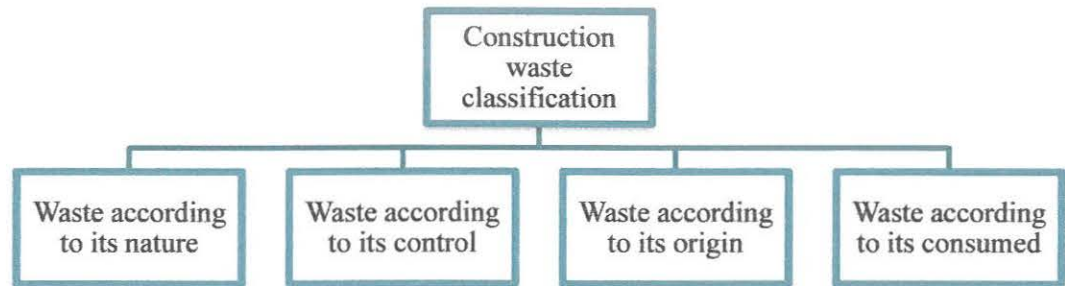 Construction
waste
classification
Waste according
to its nature
Waste according
to its control
Waste according
to its origin
Waste according
to its consumed